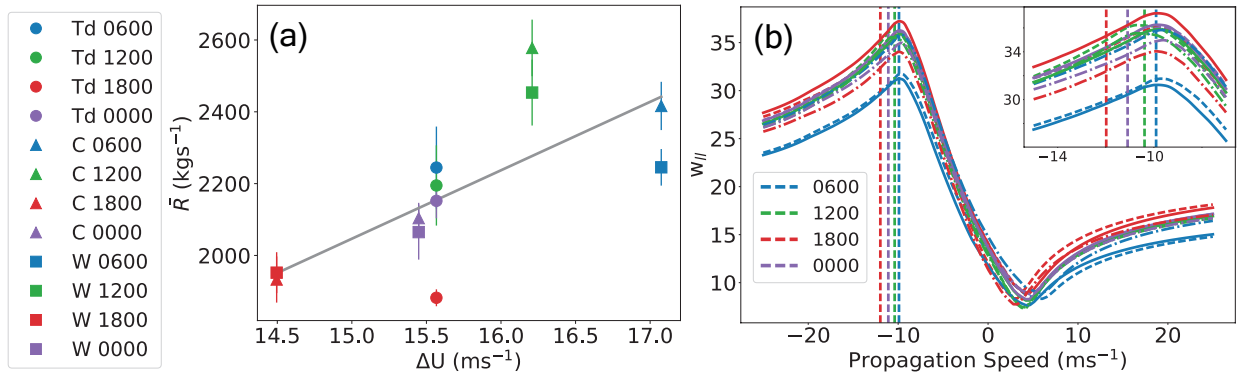 Td 0600
Td 1200
Td 1800
Td 0000
C 0600
C 1200
C 1800
C 0000
W 0600
W 1200
W 1800
W 0000
(a)
2600
2400
2200
2000
R̄ (kgs⁻¹)
14.5 15.0 15.5 16.0 16.5 17.0
ΔU (ms⁻¹)
(b)
35
30
25
20
15
10
w_ll
−20 −10 0 10 20
Propagation Speed (ms⁻¹)
0600
1200
1800
0000
34
30
−14 −10